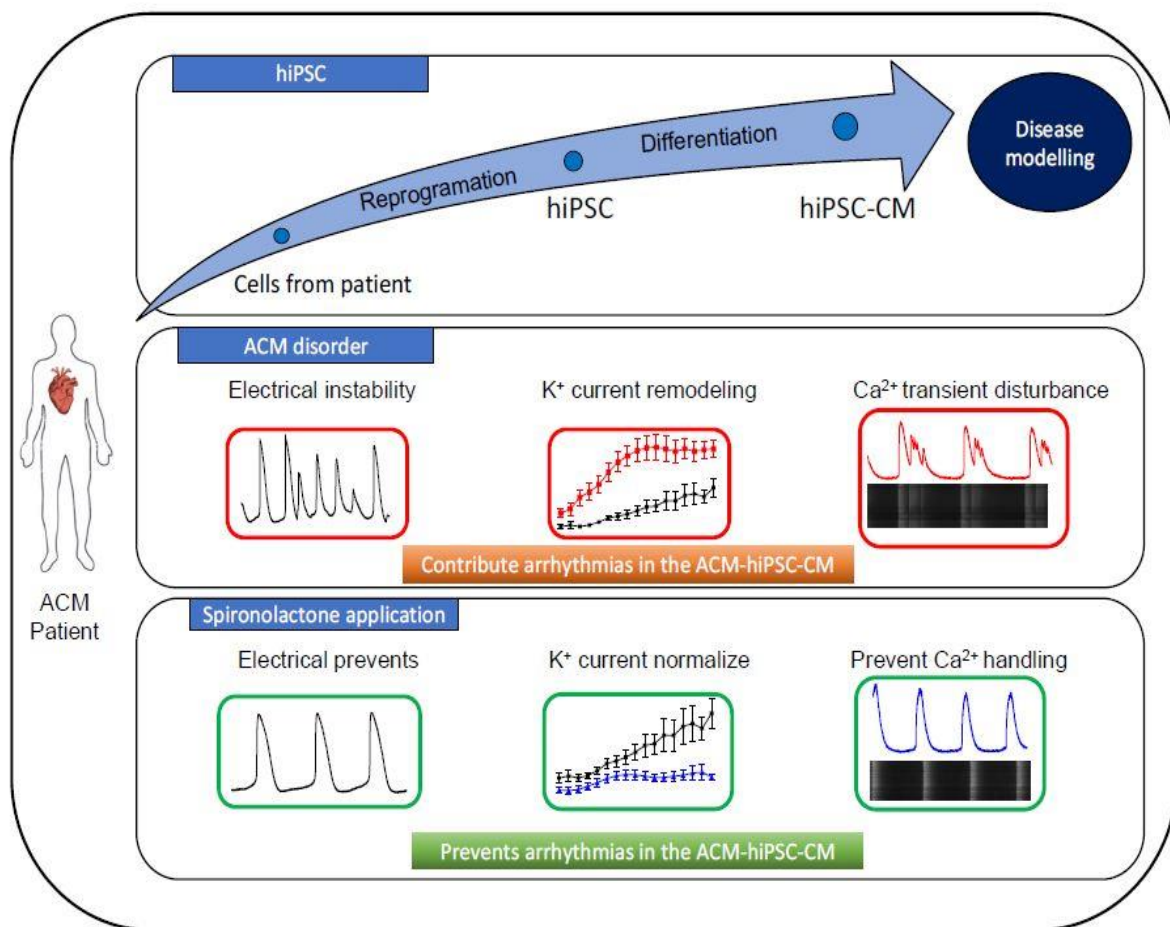 hiPSC
Reprogramation
Differentiation
Disease
modelling
hiPSC
hiPSC-CM
Cells from patient
ACM disorder
Electrical instability
K⁺ current remodeling
Ca²⁺ transient disturbance
Contribute arrhythmias in the ACM-hiPSC-CM
ACM
Patient
Spironolactone application
Electrical prevents
K⁺ current normalize
Prevent Ca²⁺ handling
Prevents arrhythmias in the ACM-hiPSC-CM